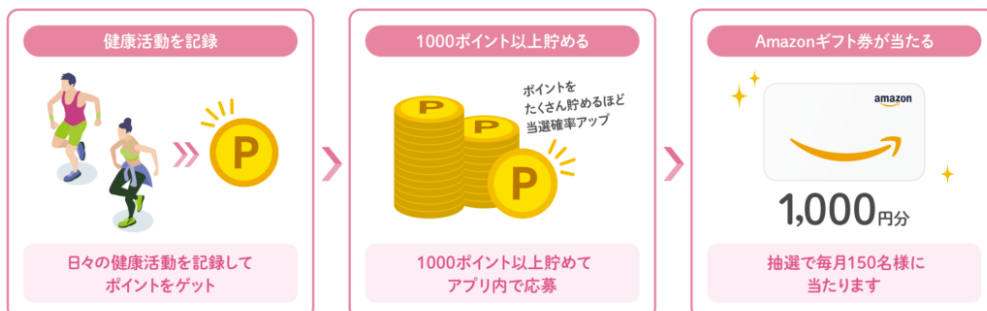 健康活動を記録
P
日々の健康活動を記録して
ポイントをゲット
1000ポイント以上貯める
ポイントを
たくさん貯めるほど
当選確率アップ
P
P
P
1000ポイント以上貯めて
アプリ内で応募
Amazonギフト券が当たる
amazon
1,000円分
抽選で毎月150名様に
当たります